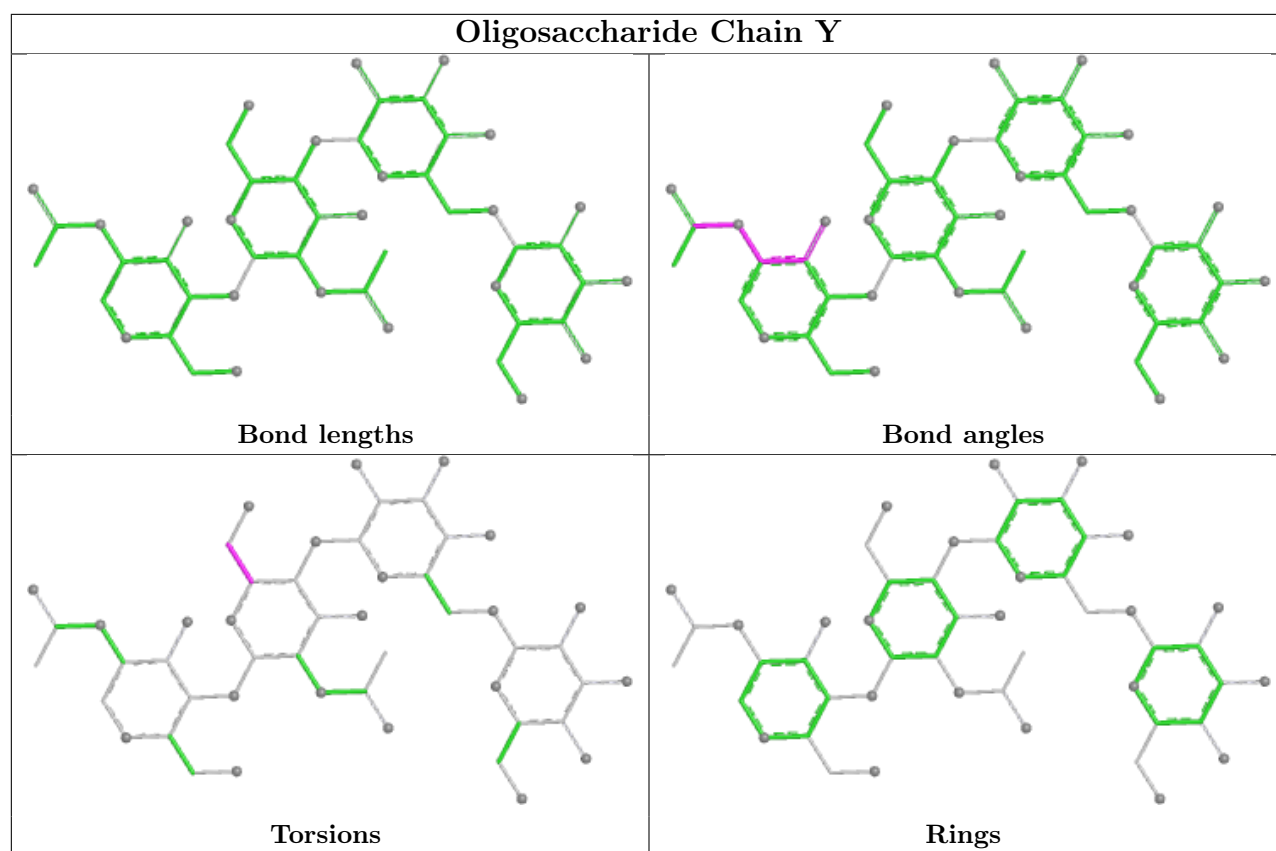 Oligosaccharide Chain Y
Bond lengths
Bond angles
Torsions
Rings